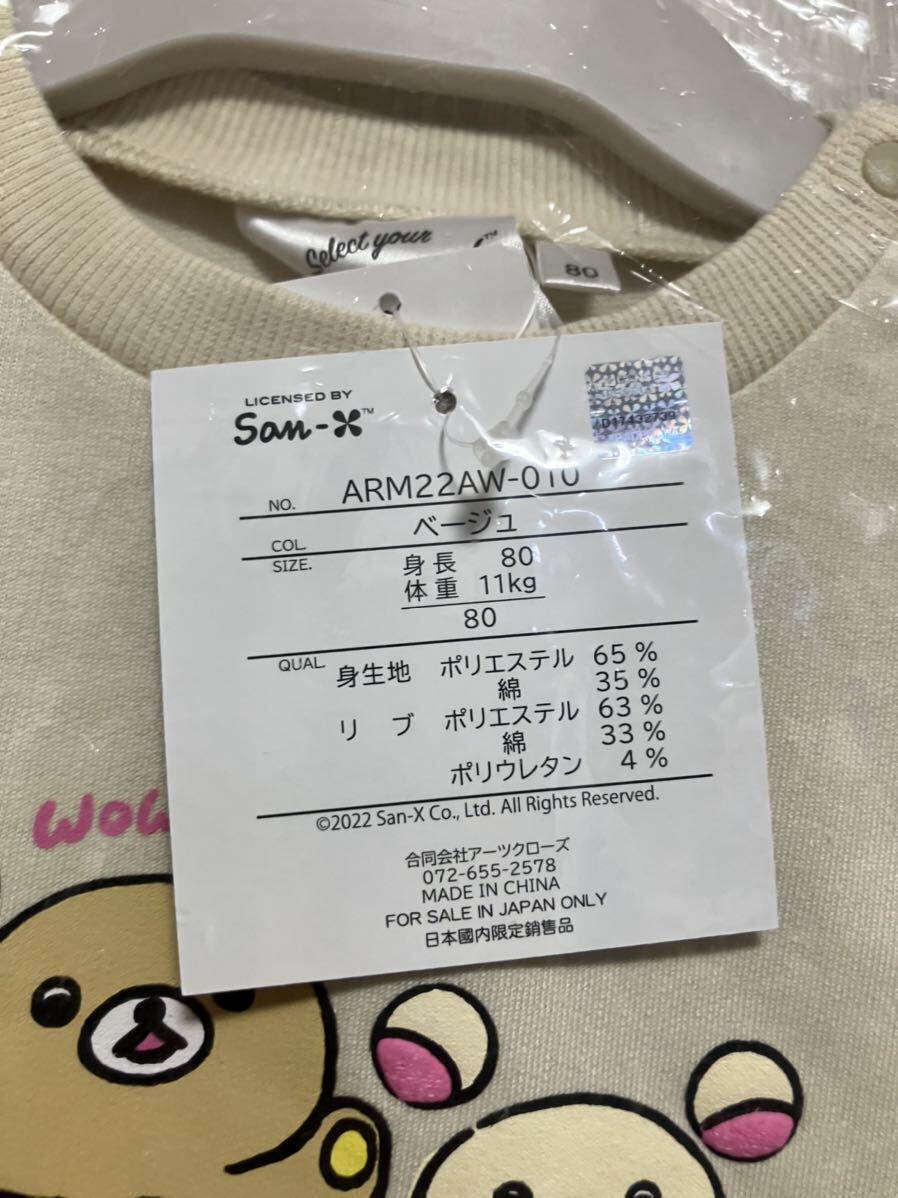 Select your
80
LICENSED BY
San-X™
D11432739
NO. ARM22AW-010
COL. ベージュ
SIZE. 身長 80
体重 11kg
80
QUAL. 身生地 ポリエステル 65 %
綿 35 %
リブ ポリエステル 63 %
綿 33 %
ポリウレタン 4 %
©2022 San-X Co., Ltd. All Rights Reserved.
合同会社アーツクローズ
072-655-2578
MADE IN CHINA
FOR SALE IN JAPAN ONLY
日本國内限定銷售品